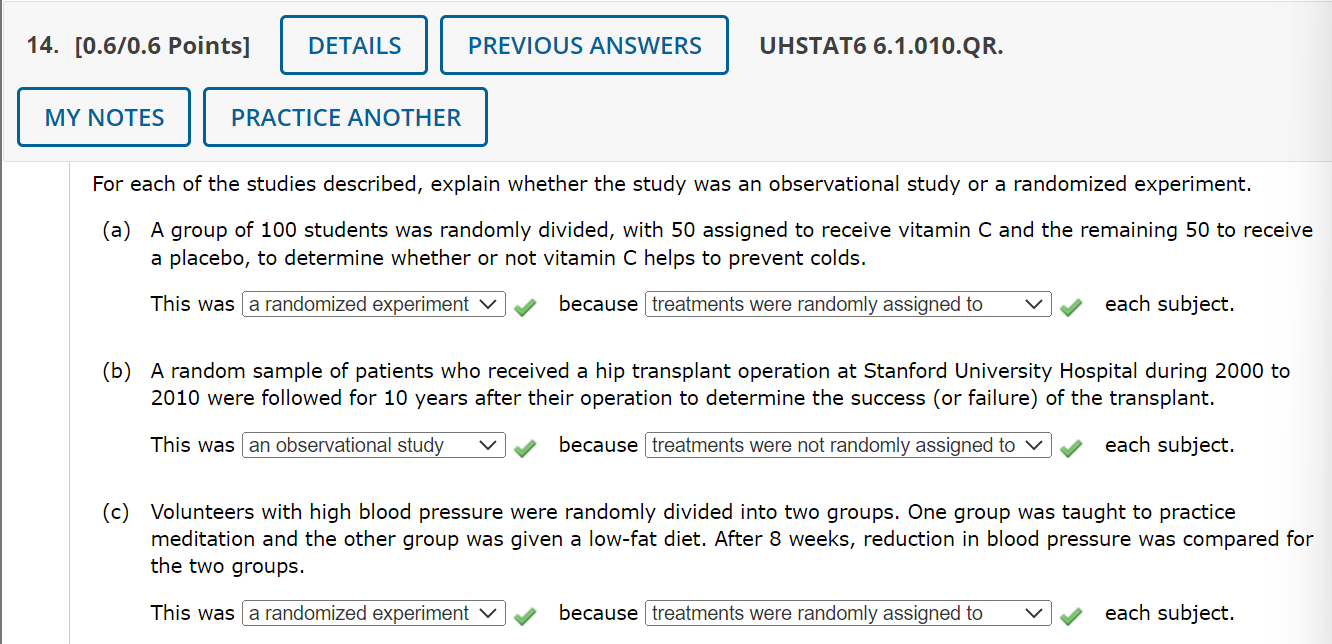 14. [0.6/0.6 Points] DETAILS PREVIOUS ANSWERS UHSTAT6 6.1.010.QR.
MY NOTES PRACTICE ANOTHER
For each of the studies described, explain whether the study was an observational study or a randomized experiment.
(a) A group of 100 students was randomly divided, with 50 assigned to receive vitamin C and the remaining 50 to receive
a placebo, to determine whether or not vitamin C helps to prevent colds.
This was a randomized experiment because treatments were randomly assigned to each subject.
(b) A random sample of patients who received a hip transplant operation at Stanford University Hospital during 2000 to
2010 were followed for 10 years after their operation to determine the success (or failure) of the transplant.
This was an observational study because treatments were not randomly assigned to each subject.
(c) Volunteers with high blood pressure were randomly divided into two groups. One group was taught to practice
meditation and the other group was given a low-fat diet. After 8 weeks, reduction in blood pressure was compared for
the two groups.
This was a randomized experiment because treatments were randomly assigned to each subject.